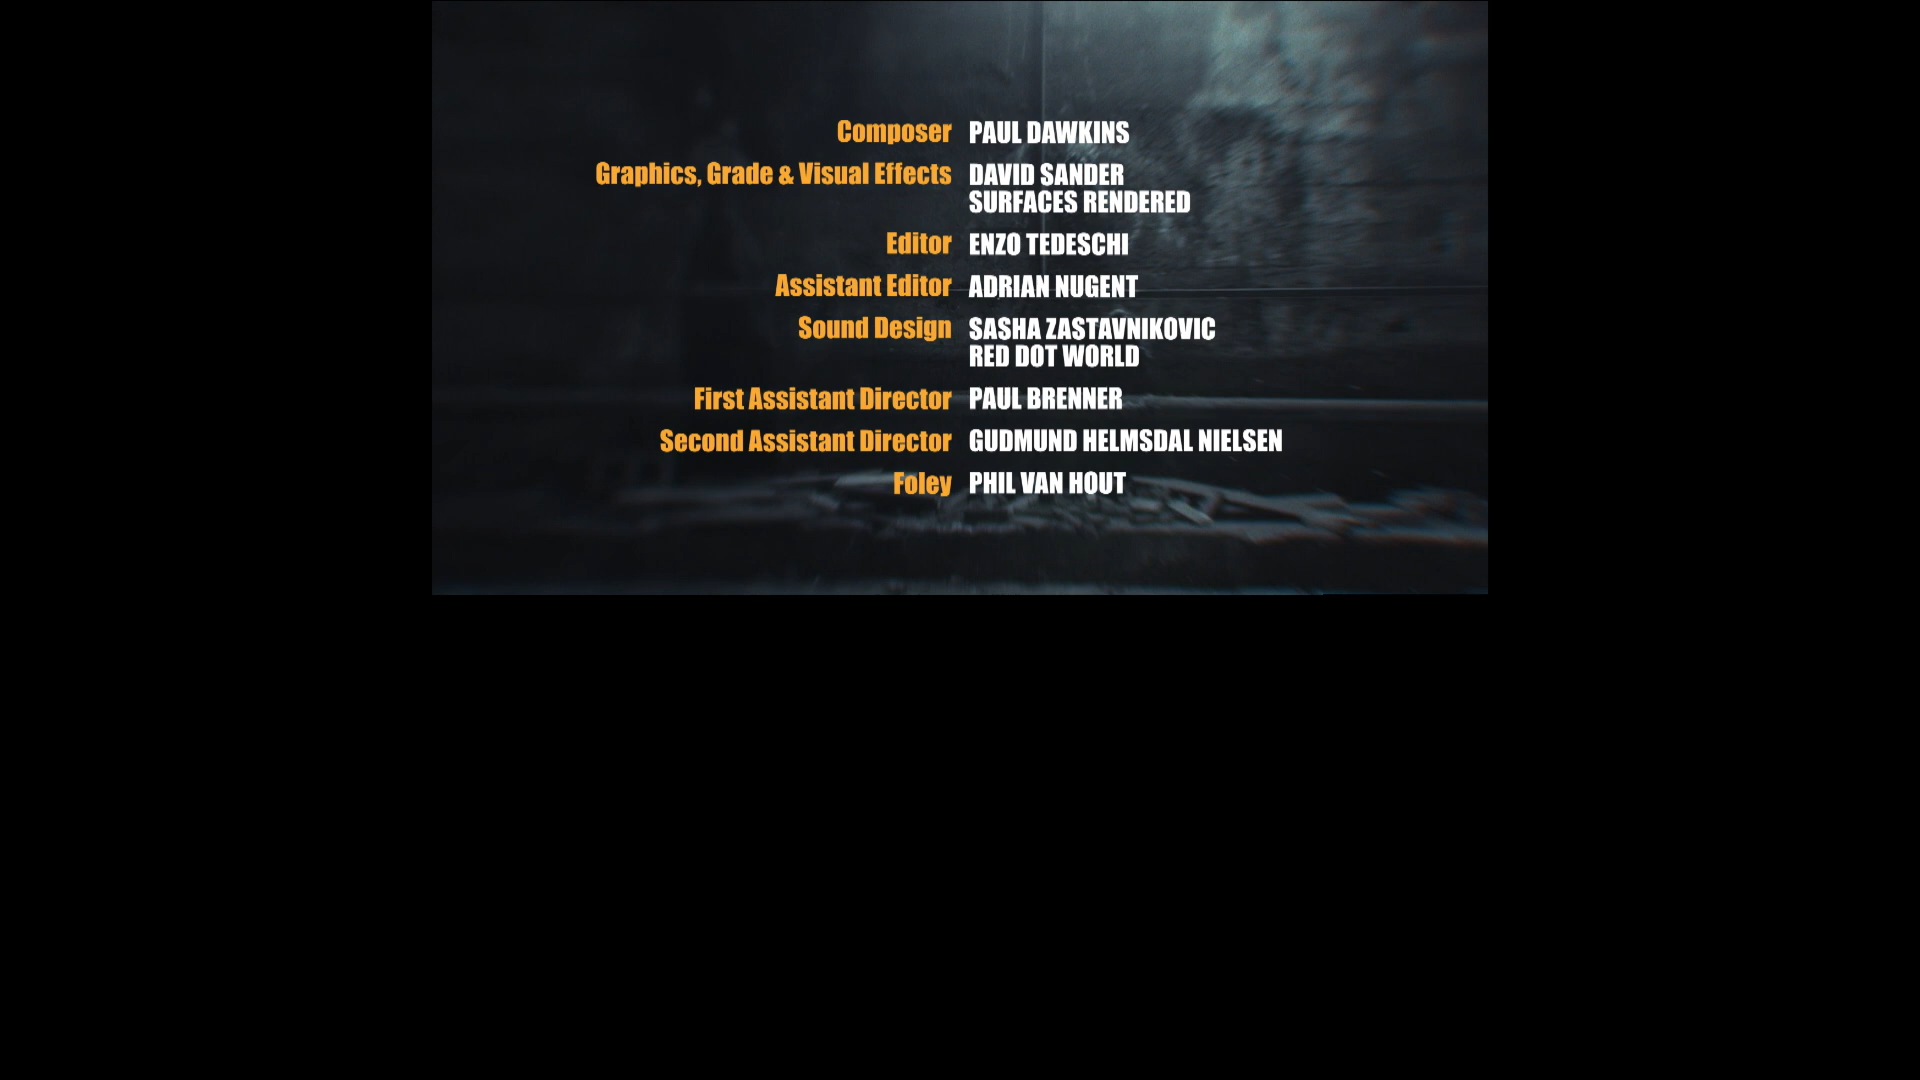 Composer PAUL DAWKINS
Graphics, Grade & Visual Effects DAVID SANDER
SURFACES RENDERED
Editor ENZO TEDESCHI
Assistant Editor ADRIAN NUGENT
Sound Design SASHA ZASTAVNIKOVIC
RED DOT WORLD
First Assistant Director PAUL BRENNER
Second Assistant Director GUDMUND HELMSDAL NIELSEN
Foley PHIL VAN HOUT